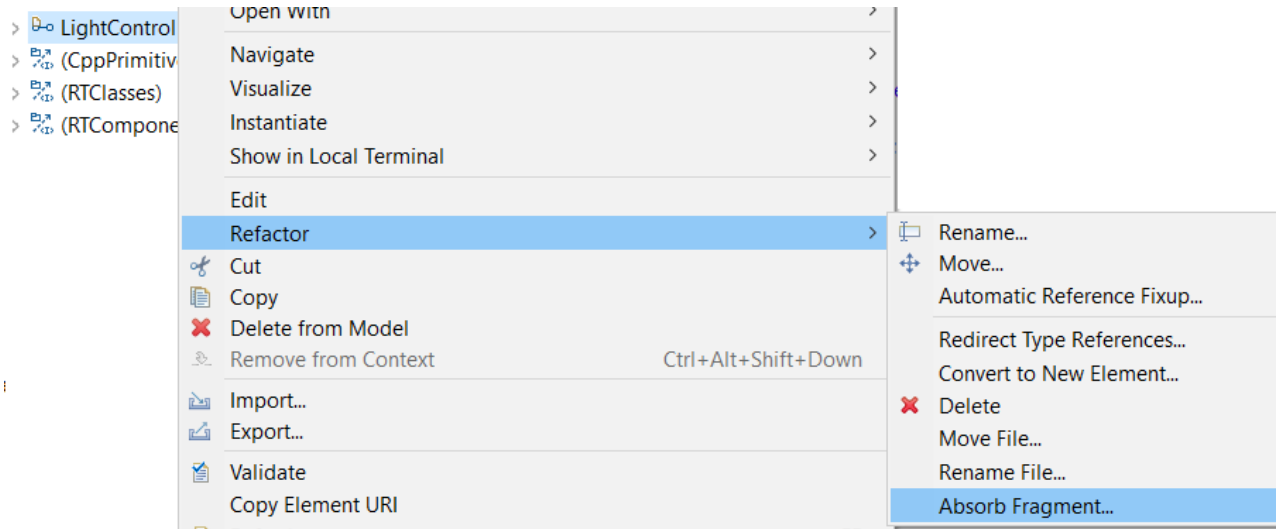 Open With
LightControl
Navigate
(CppPrimitiv
Visualize
(RTClasses)
Instantiate
(RTCompone
Show in Local Terminal
Edit
Refactor
Cut
Copy
Delete from Model
Remove from Context Ctrl+Alt+Shift+Down
Import...
Export...
Validate
Copy Element URI
Rename...
Move...
Automatic Reference Fixup...
Redirect Type References...
Convert to New Element...
Delete
Move File...
Rename File...
Absorb Fragment...